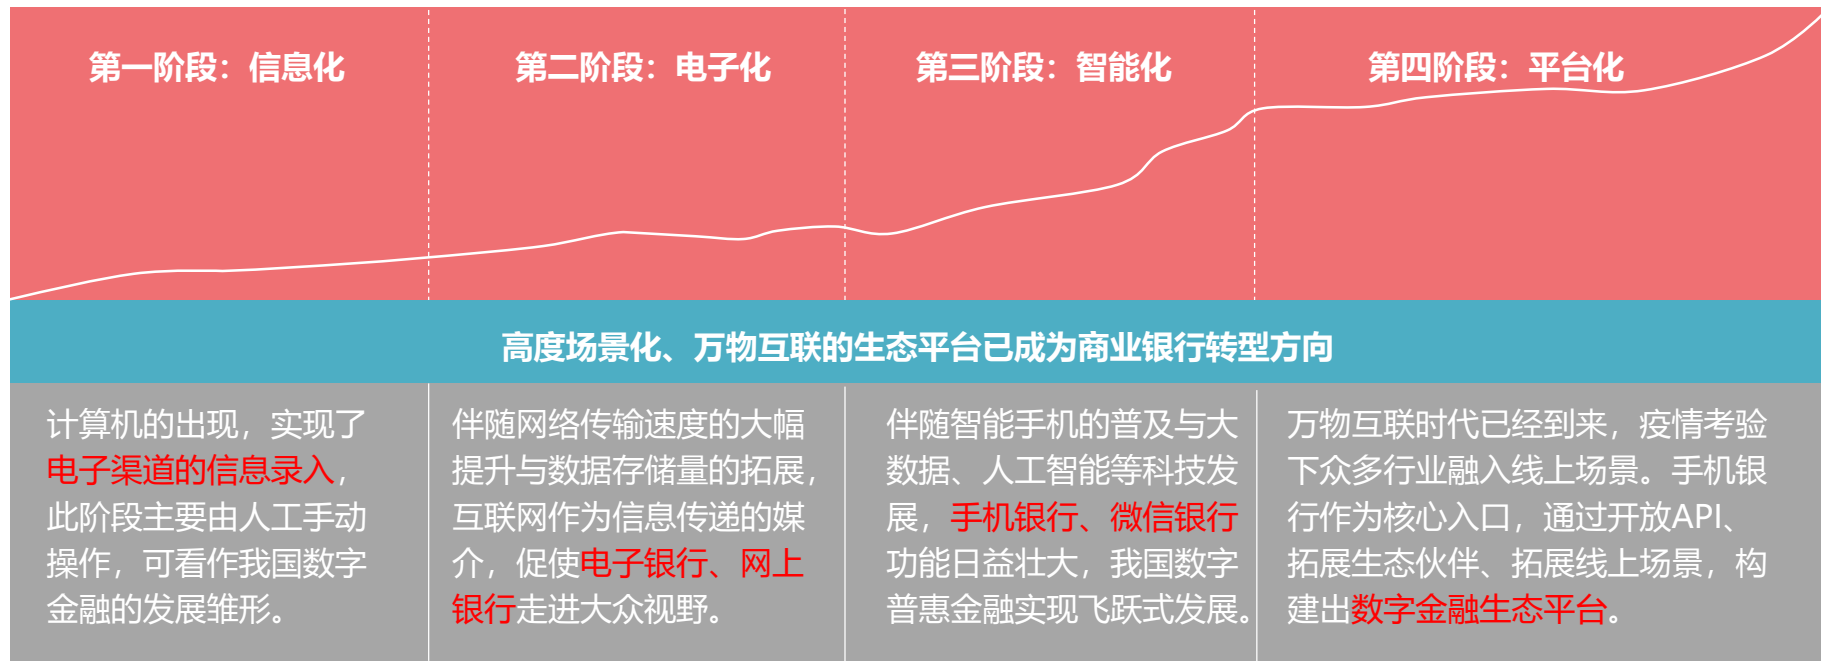 第一阶段：信息化
第二阶段：电子化
第三阶段：智能化
第四阶段：平台化
高度场景化、万物互联的生态平台已成为商业银行转型方向
计算机的出现，实现了
电子渠道的信息录入，
此阶段主要由人工手动
操作，可看作我国数字
金融的发展雏形。
伴随网络传输速度的大幅
提升与数据存储量的拓展，
互联网作为信息传递的媒
介，促使电子银行、网上
银行走进大众视野。
伴随智能手机的普及与大
数据、人工智能等科技发
展，手机银行、微信银行
功能日益壮大，我国数字
普惠金融实现飞跃式发展。
万物互联时代已经到来，疫情考验
下众多行业融入线上场景。手机银
行作为核心入口，通过开放API、
拓展生态伙伴、拓展线上场景，构
建出数字金融生态平台。